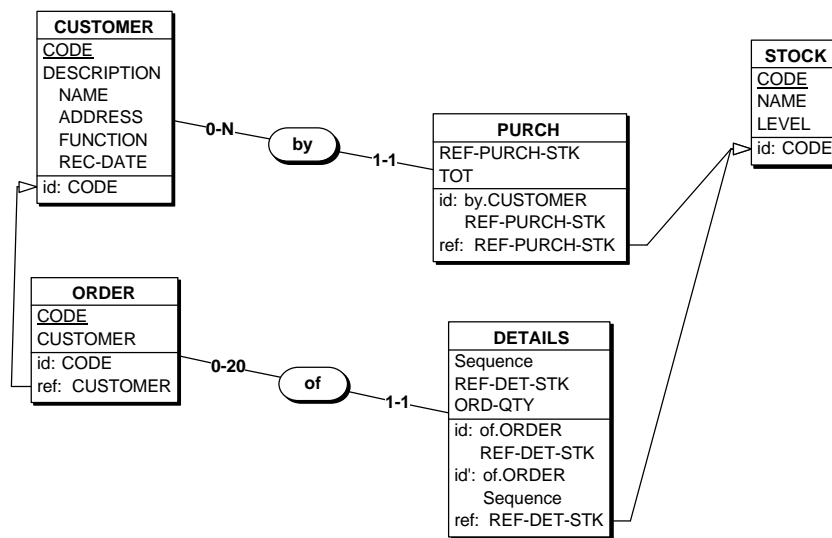 CUSTOMER
CODE
DESCRIPTION
NAME
ADDRESS
FUNCTION
REC-DATE
id: CODE
0-N
by
1-1
PURCH
REF-PURCH-STK
TOT
id: by.CUSTOMER
REF-PURCH-STK
ref: REF-PURCH-STK
STOCK
CODE
NAME
LEVEL
id: CODE
ORDER
CODE
CUSTOMER
id: CODE
ref: CUSTOMER
0-20
of
1-1
DETAILS
Sequence
REF-DET-STK
ORD-QTY
id: of.ORDER
REF-DET-STK
id': of.ORDER
Sequence
ref: REF-DET-STK